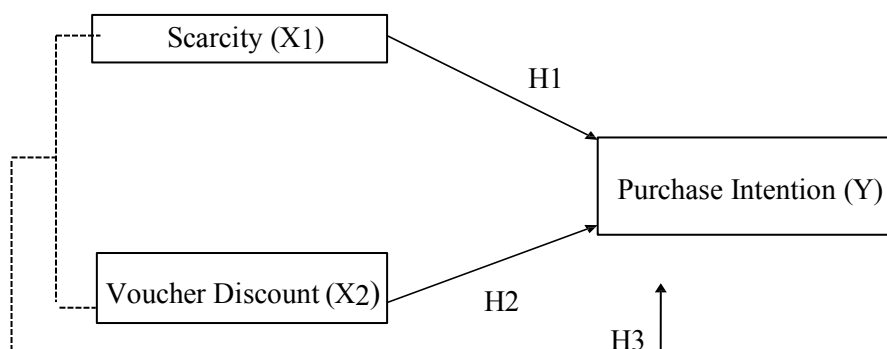 Scarcity (X1)
H1
Purchase Intention (Y)
Voucher Discount (X2)
H2
H3